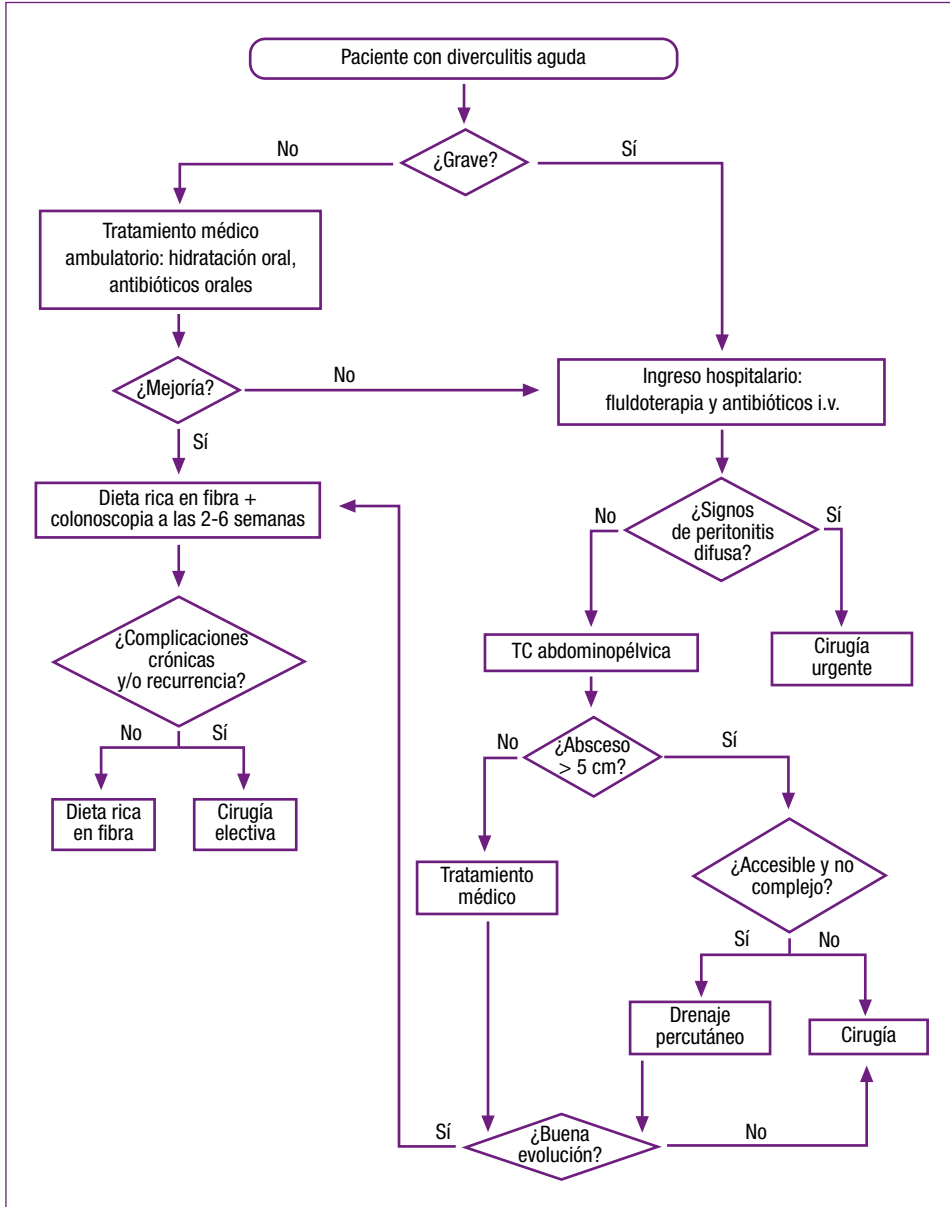 Paciente con diverculitis aguda
¿Grave?
No
Sí
Tratamiento médico
ambulatorio: hidratación oral,
antibióticos orales
¿Mejoría?
No
Sí
Ingreso hospitalario:
fluldoterapia y antibióticos i.v.
Dieta rica en fibra +
colonoscopia a las 2-6 semanas
¿Signos
de peritonitis
difusa?
No
Sí
¿Complicaciones
crónicas
y/o recurrencia?
No
Sí
Dieta rica
en fibra
Cirugía
electiva
TC abdominopélvica
Cirugía
urgente
¿Absceso
> 5 cm?
No
Sí
Tratamiento
médico
¿Accesible y no
complejo?
Sí
No
Drenaje
percutáneo
Cirugía
¿Buena
evolución?
Sí
No